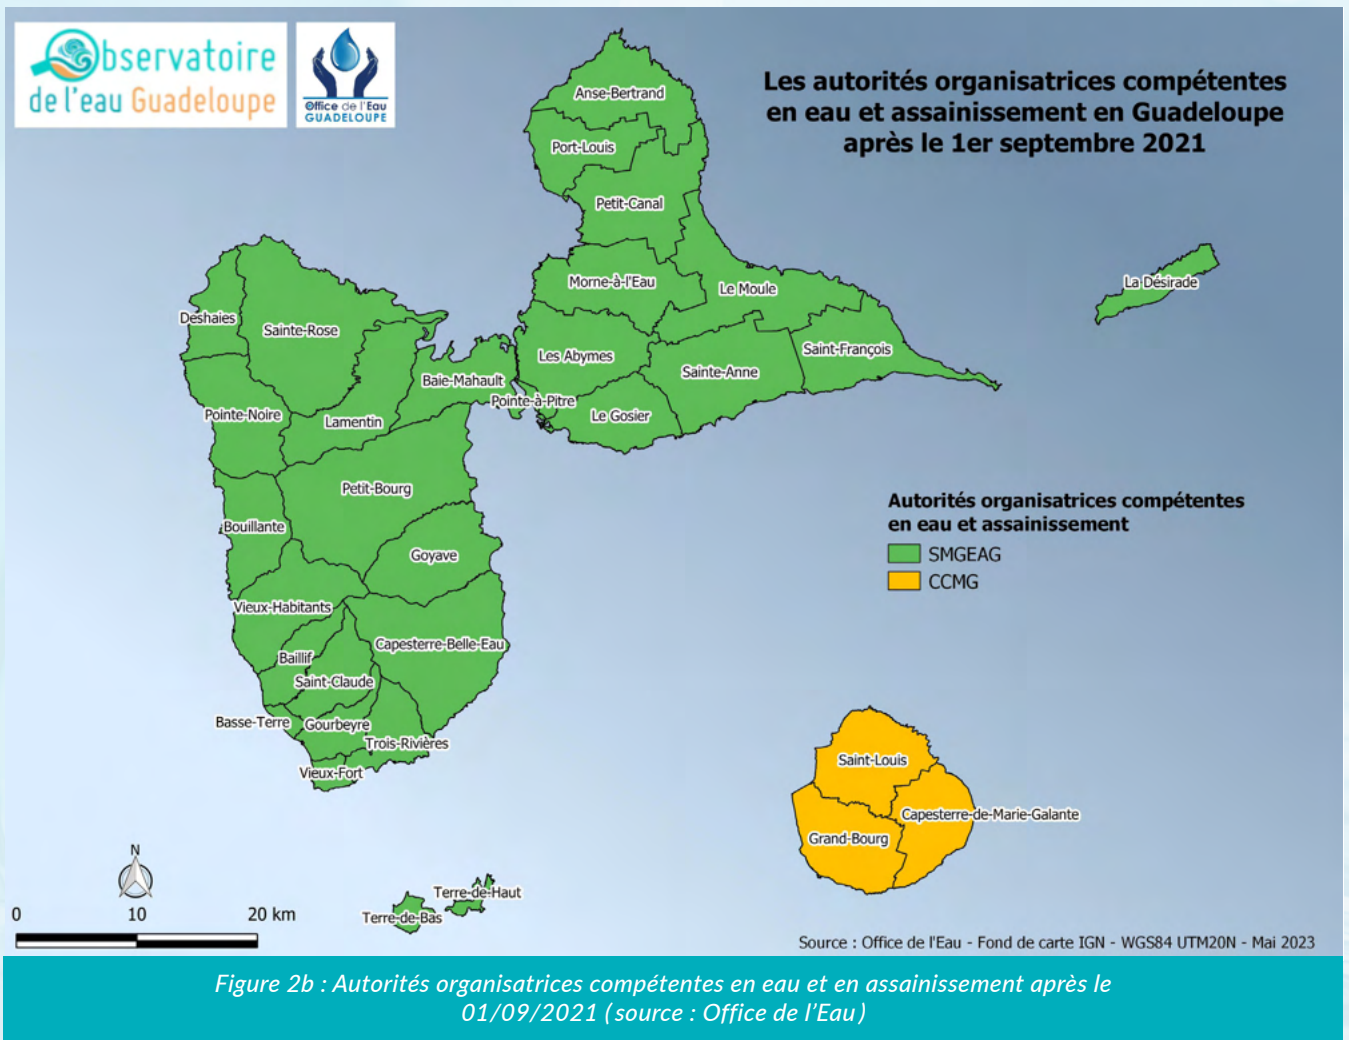 Observatoire
de l'eau Guadeloupe
Office de l'Eau
GUADELOUPE
Les autorités organisatrices compétentes
en eau et assainissement en Guadeloupe
après le 1er septembre 2021
Anse-Bertrand
Port-Louis
Petit-Canal
Morne-à-l'Eau
Le Moule
La Désirade
Deshaies
Sainte-Rose
Les Abymes
Saint-François
Sainte-Anne
Baie-Mahault
Pointe-à-Pitre
Le Gosier
Pointe-Noire
Lamentin
Petit-Bourg
Bouillante
Goyave
Autorités organisatrices compétentes
en eau et assainissement
SMGEAG
CCMG
Vieux-Habitants
Capesterre-Belle-Eau
Baillif
Saint-Claude
Basse-Terre
Gourbeyre
Trois-Rivières
Vieux-Fort
Saint-Louis
Capesterre-de-Marie-Galante
Grand-Bourg
Terre-de-Haut
Terre-de-Bas
N
0 10 20 km
Source : Office de l'Eau - Fond de carte IGN - WGS84 UTM20N - Mai 2023
Figure 2b : Autorités organisatrices compétentes en eau et en assainissement après le
01/09/2021 (source : Office de l'Eau)